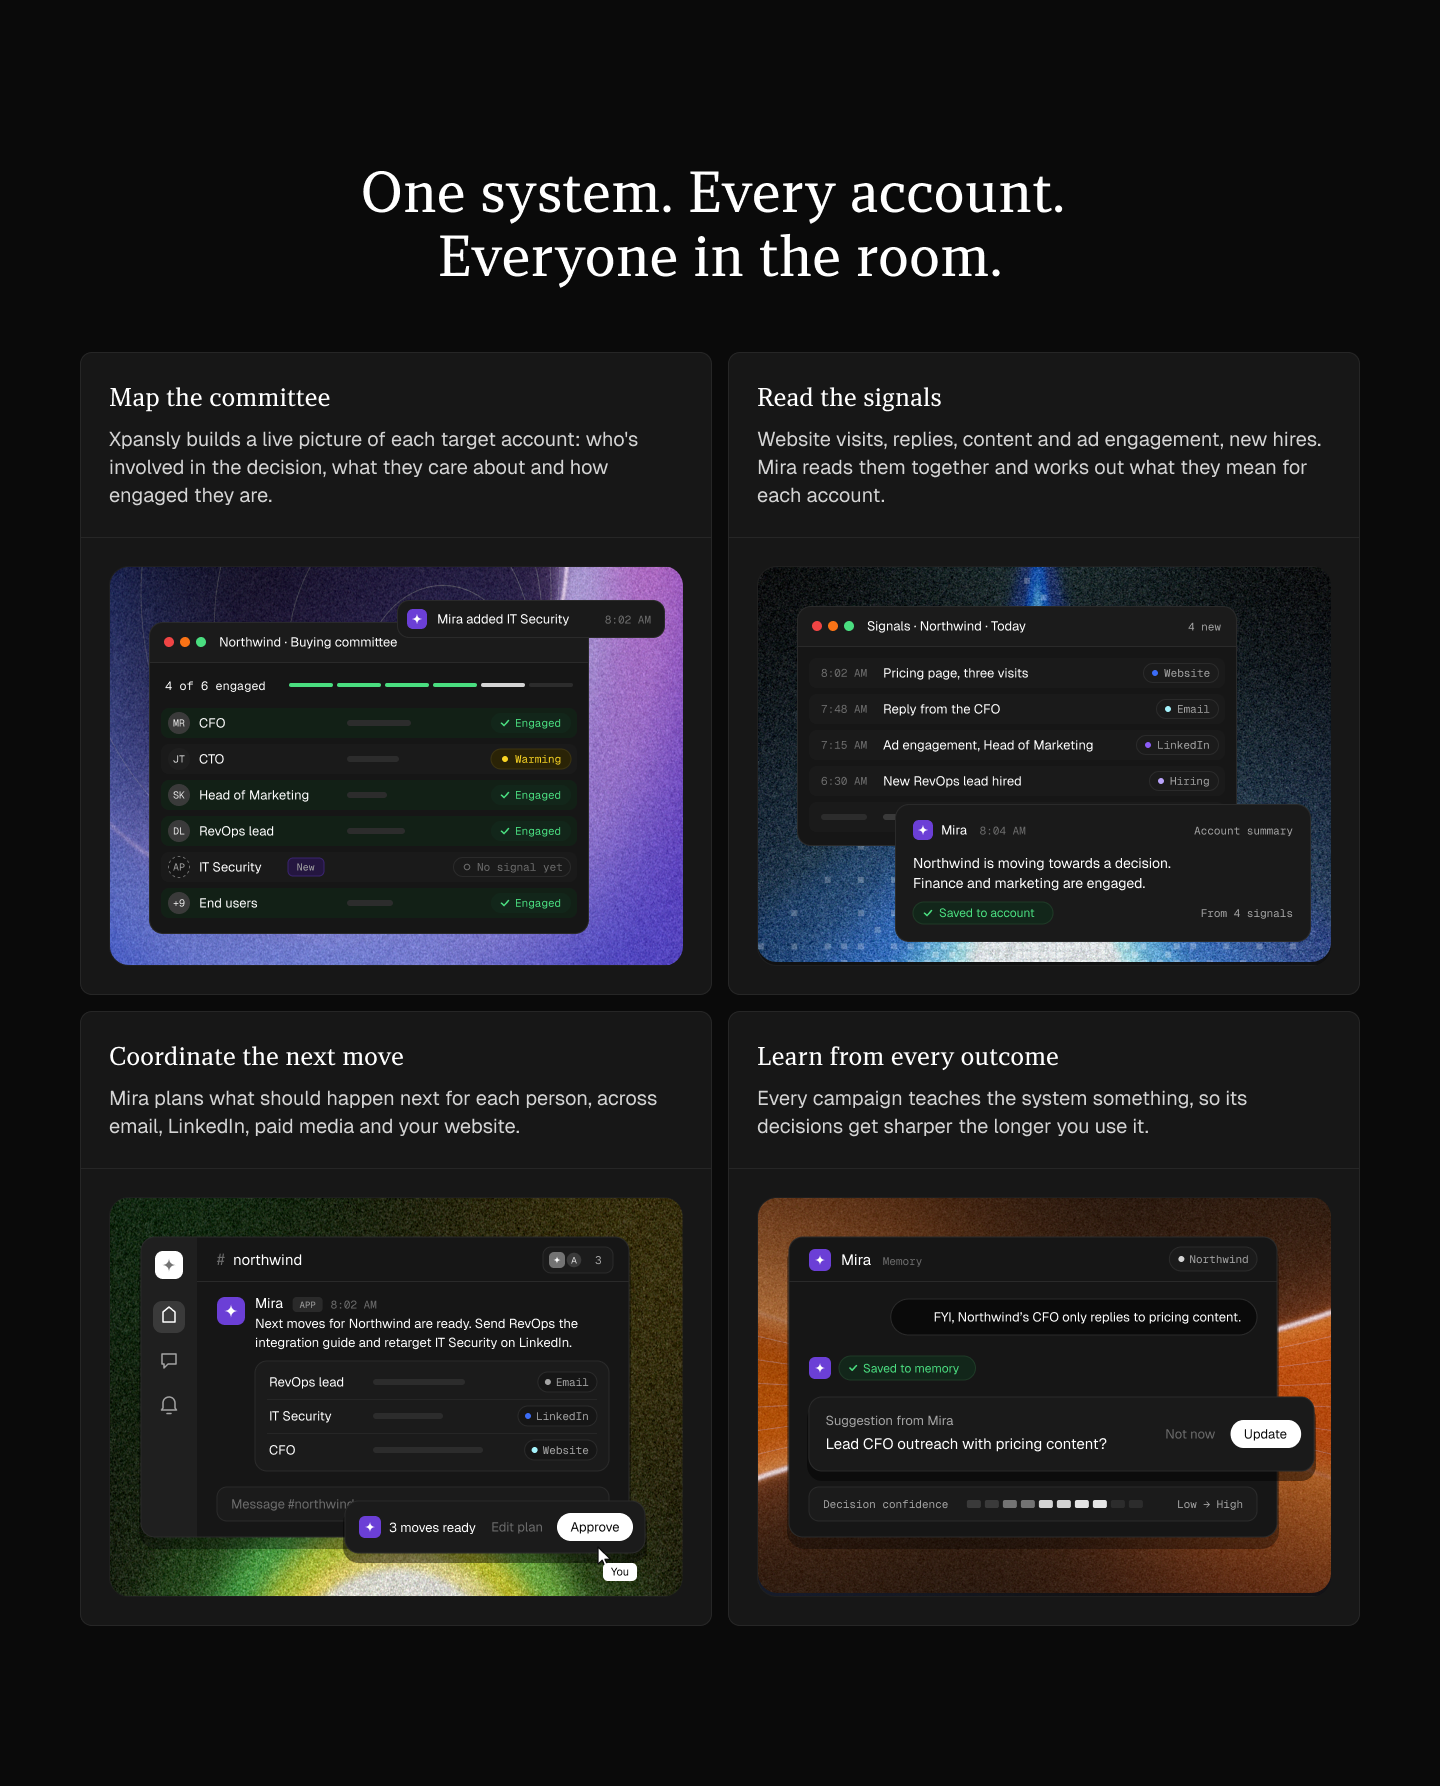 One system. Every account.
Everyone in the room.
Map the committee
Xpansly builds a live picture of each target account: who's
involved in the decision, what they care about and how
engaged they are.
Mira added IT Security 8:02 AM
Northwind · Buying committee
4 of 6 engaged
MR CFO Engaged
JT CTO Warming
SK Head of Marketing Engaged
DL RevOps lead Engaged
AP IT Security New No signal yet
+9 End users Engaged
Read the signals
Website visits, replies, content and ad engagement, new hires.
Mira reads them together and works out what they mean for
each account.
Signals · Northwind · Today 4 new
8:02 AM Pricing page, three visits Website
7:48 AM Reply from the CFO Email
7:15 AM Ad engagement, Head of Marketing LinkedIn
6:30 AM New RevOps lead hired Hiring
Mira 8:04 AM Account summary
Northwind is moving towards a decision.
Finance and marketing are engaged.
Saved to account From 4 signals
Coordinate the next move
Mira plans what should happen next for each person, across
email, LinkedIn, paid media and your website.
# northwind A 3
Mira APP 8:02 AM
Next moves for Northwind are ready. Send RevOps the
integration guide and retarget IT Security on LinkedIn.
RevOps lead Email
IT Security LinkedIn
CFO Website
Message #northwind
3 moves ready Edit plan Approve
You
Learn from every outcome
Every campaign teaches the system something, so its
decisions get sharper the longer you use it.
Mira Memory Northwind
FYI, Northwind’s CFO only replies to pricing content.
Saved to memory
Suggestion from Mira
Lead CFO outreach with pricing content? Not now Update
Decision confidence Low → High